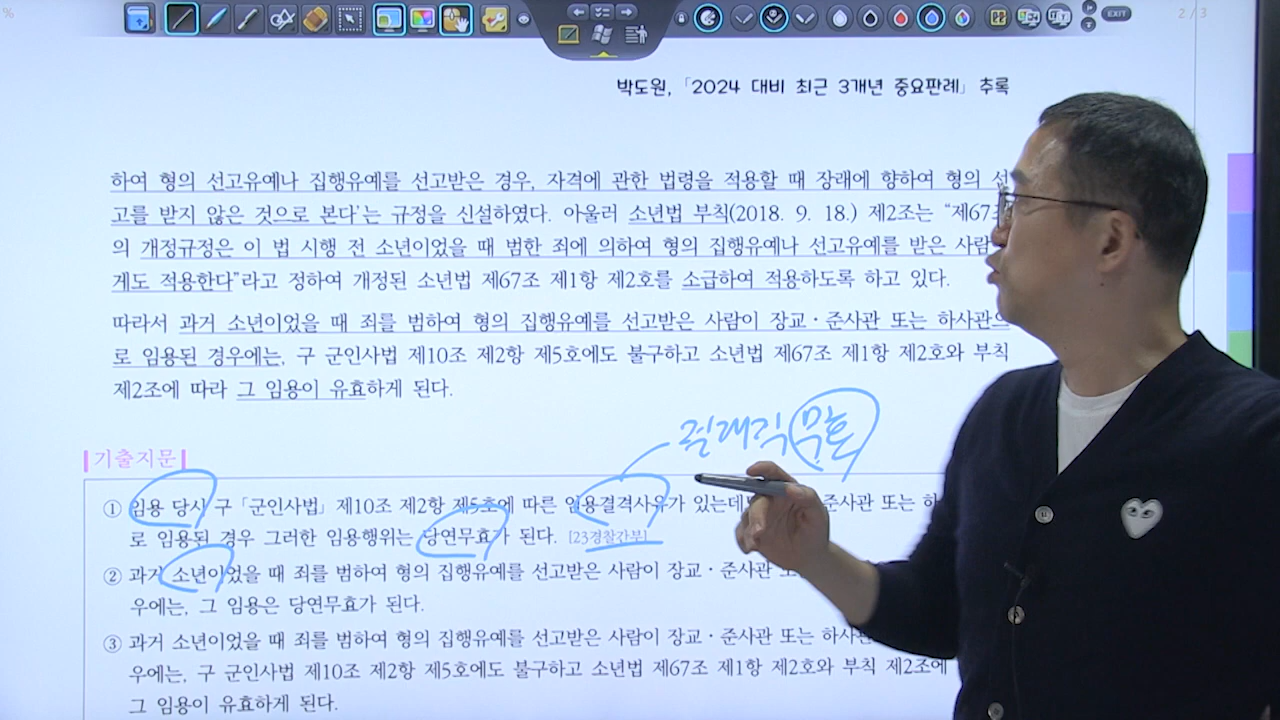 2 / 3
EXIT
박도원, 「2024 대비 최근 3개년 중요판례」 추록
하여 형의 선고유예나 집행유예를 선고받은 경우, 자격에 관한 법령을 적용할 때 장래에 향하여 형의 선
고를 받지 않은 것으로 본다'는 규정을 신설하였다. 아울러 소년법 부칙(2018. 9. 18.) 제2조는 “제67조
의 개정규정은 이 법 시행 전 소년이었을 때 범한 죄에 의하여 형의 집행유예나 선고유예를 받은 사람
게도 적용한다”라고 정하여 개정된 소년법 제67조 제1항 제2호를 소급하여 적용하도록 하고 있다.
따라서 과거 소년이었을 때 죄를 범하여 형의 집행유예를 선고받은 사람이 장교·준사관 또는 하사관으
로 임용된 경우에는, 구 군인사법 제10조 제2항 제5호에도 불구하고 소년법 제67조 제1항 제2호와 부칙
제2조에 따라 그 임용이 유효하게 된다.
무효
기출지문
① 임용 당시 구 「군인사법」 제10조 제2항 제5호에 따른 임용결격사유가 있는데 준사관 또는 하
로 임용된 경우 그러한 임용행위는 당연무효가 된다. [23경찰간부]
② 과거 소년이었을 때 죄를 범하여 형의 집행유예를 선고받은 사람이 장교·준사관
우에는, 그 임용은 당연무효가 된다.
③ 과거 소년이었을 때 죄를 범하여 형의 집행유예를 선고받은 사람이 장교·준사관 또는 하사
우에는, 구 군인사법 제10조 제2항 제5호에도 불구하고 소년법 제67조 제1항 제2호와 부칙 제2조에
그 임용이 유효하게 된다.